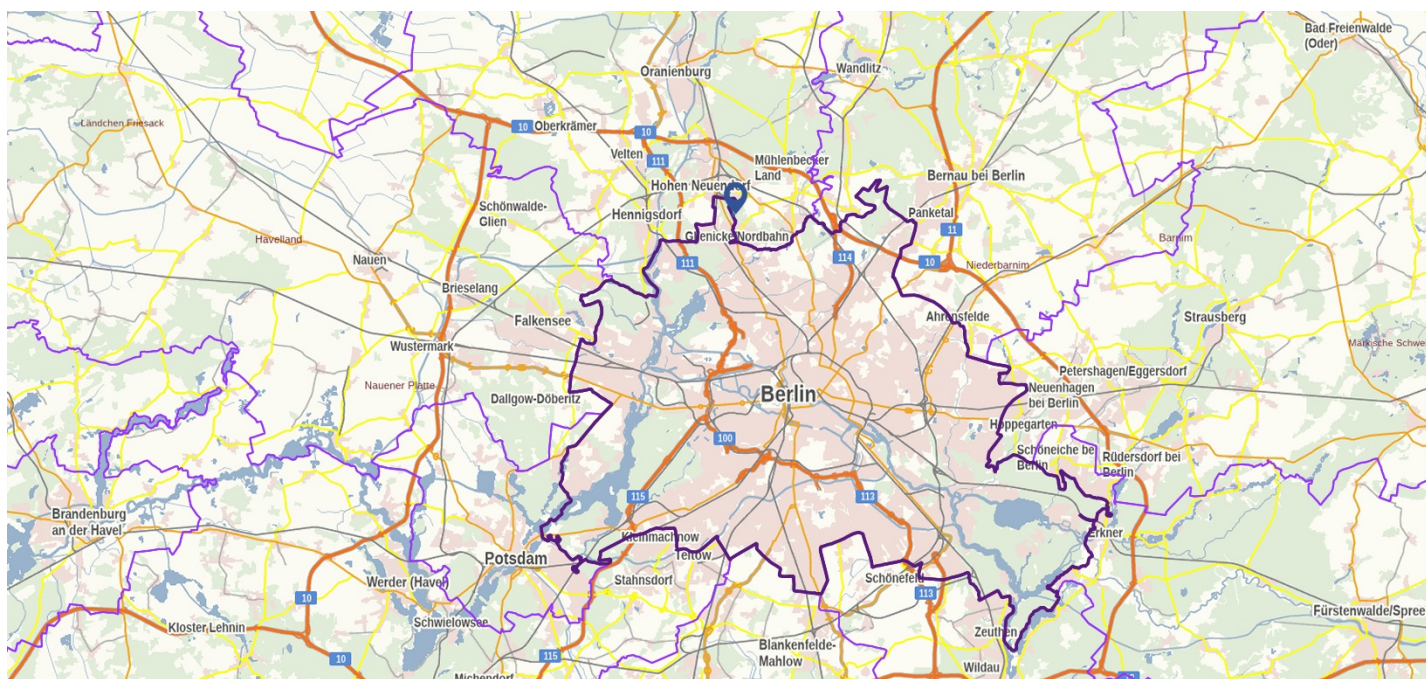 Bad Freienwalde
(Oder)
Oranienburg
Wandlitz
Ländchen Friesack
10
Oberkrämer
10
Velten
111
Mühlenbecker
Land
Hohen Neuendorf
Bernau bei Berlin
Schönwalde-
Glien
Hennigsdorf
Panketal
Havelland
Glienicke/Nordbahn
11
Barnim
Nauen
111
114
10
Niederbarnim
Brieselang
Falkensee
Ahrensfelde
Strausberg
Wustermark
Märkische Schwe
Nauener Platte
Petershagen/Eggersdorf
Dallgow-Döberitz
Berlin
Neuenhagen
bei Berlin
Hoppegarten
100
Schöneiche be
Berlin
Rüdersdorf bei
Berlin
115
113
Brandenburg
an der Havel
Kleinmachnow
Erkner
Potsdam
Teltow
Werder (Havel)
Stahnsdorf
Schönefeld
10
113
Schwielowsee
Fürstenwalde/Spree
Kloster Lehnin
Zeuthen
Blankenfelde-
Mahlow
10
115
Wildau
Michendorf